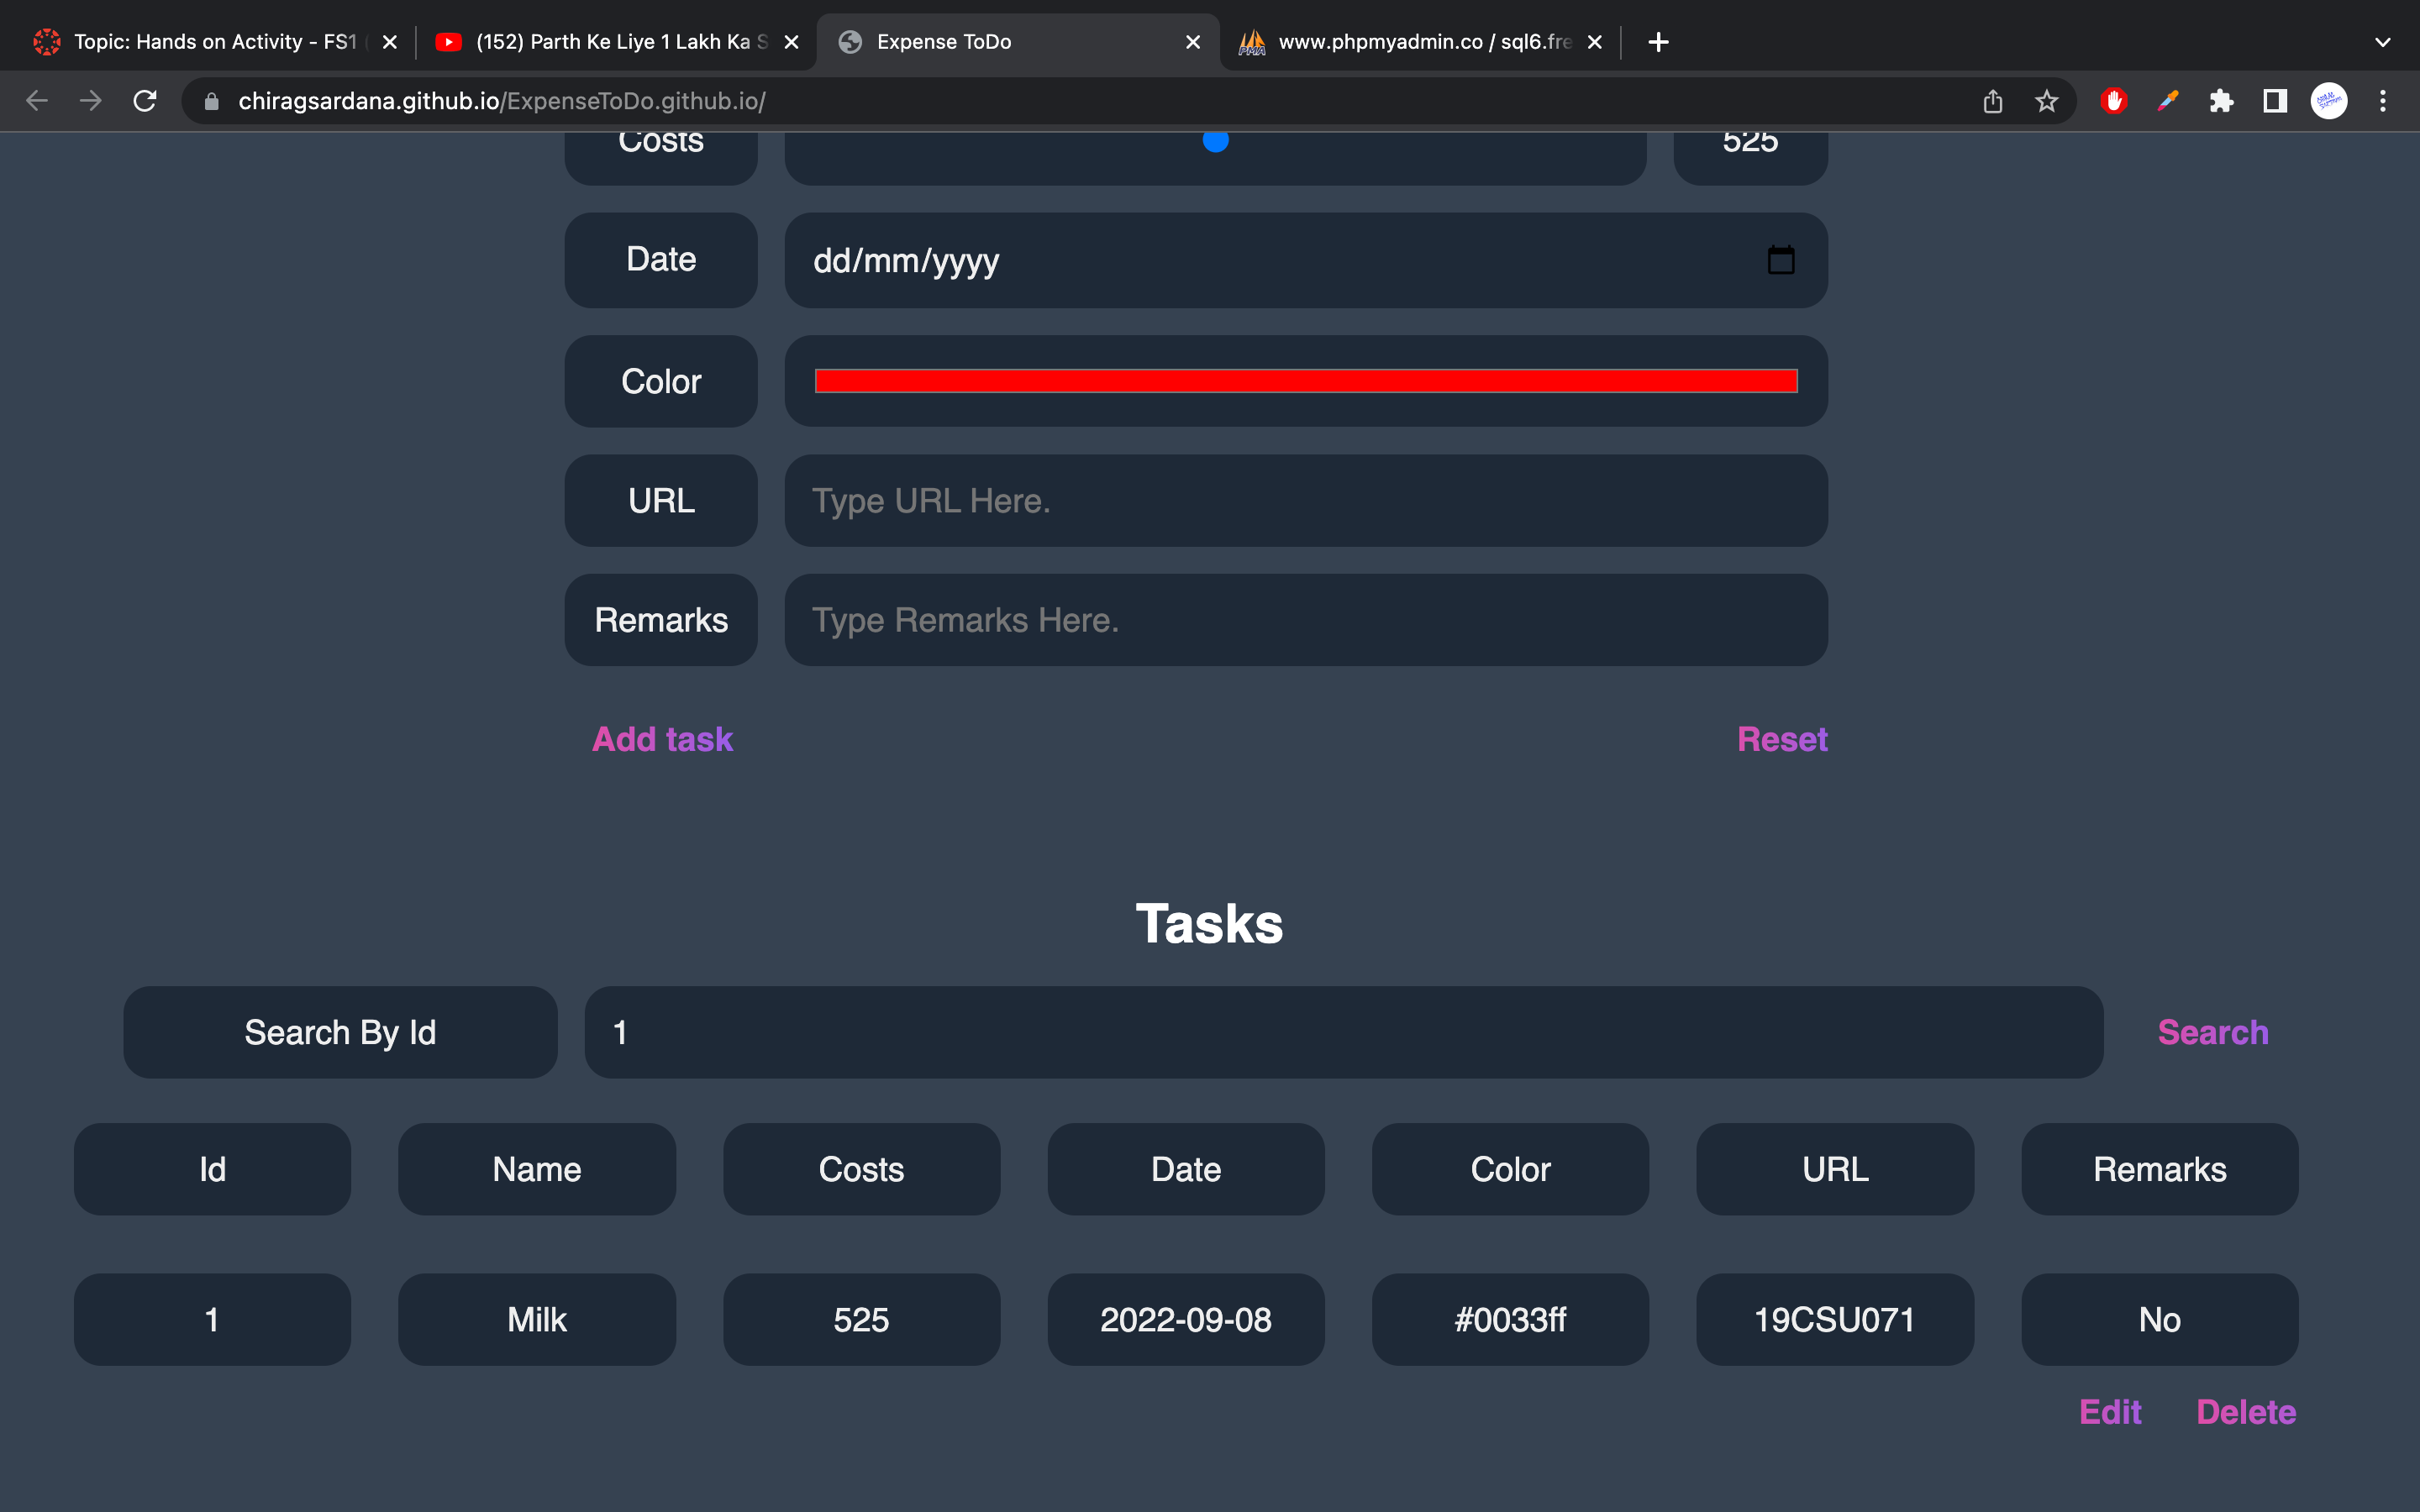 Topic: Hands on Activity - FS1
(152) Parth Ke Liye 1 Lakh Ka S
Expense ToDo
www.phpmyadmin.co / sql6.fre
chiragsardana.github.io/ExpenseToDo.github.io/
Costs 525
Date dd/mm/yyyy
Color
URL Type URL Here.
Remarks Type Remarks Here.
Add task Reset
Tasks
Search By Id 1 Search
Id Name Costs Date Color URL Remarks
1 Milk 525 2022-09-08 #0033ff 19CSU071 No
Edit Delete